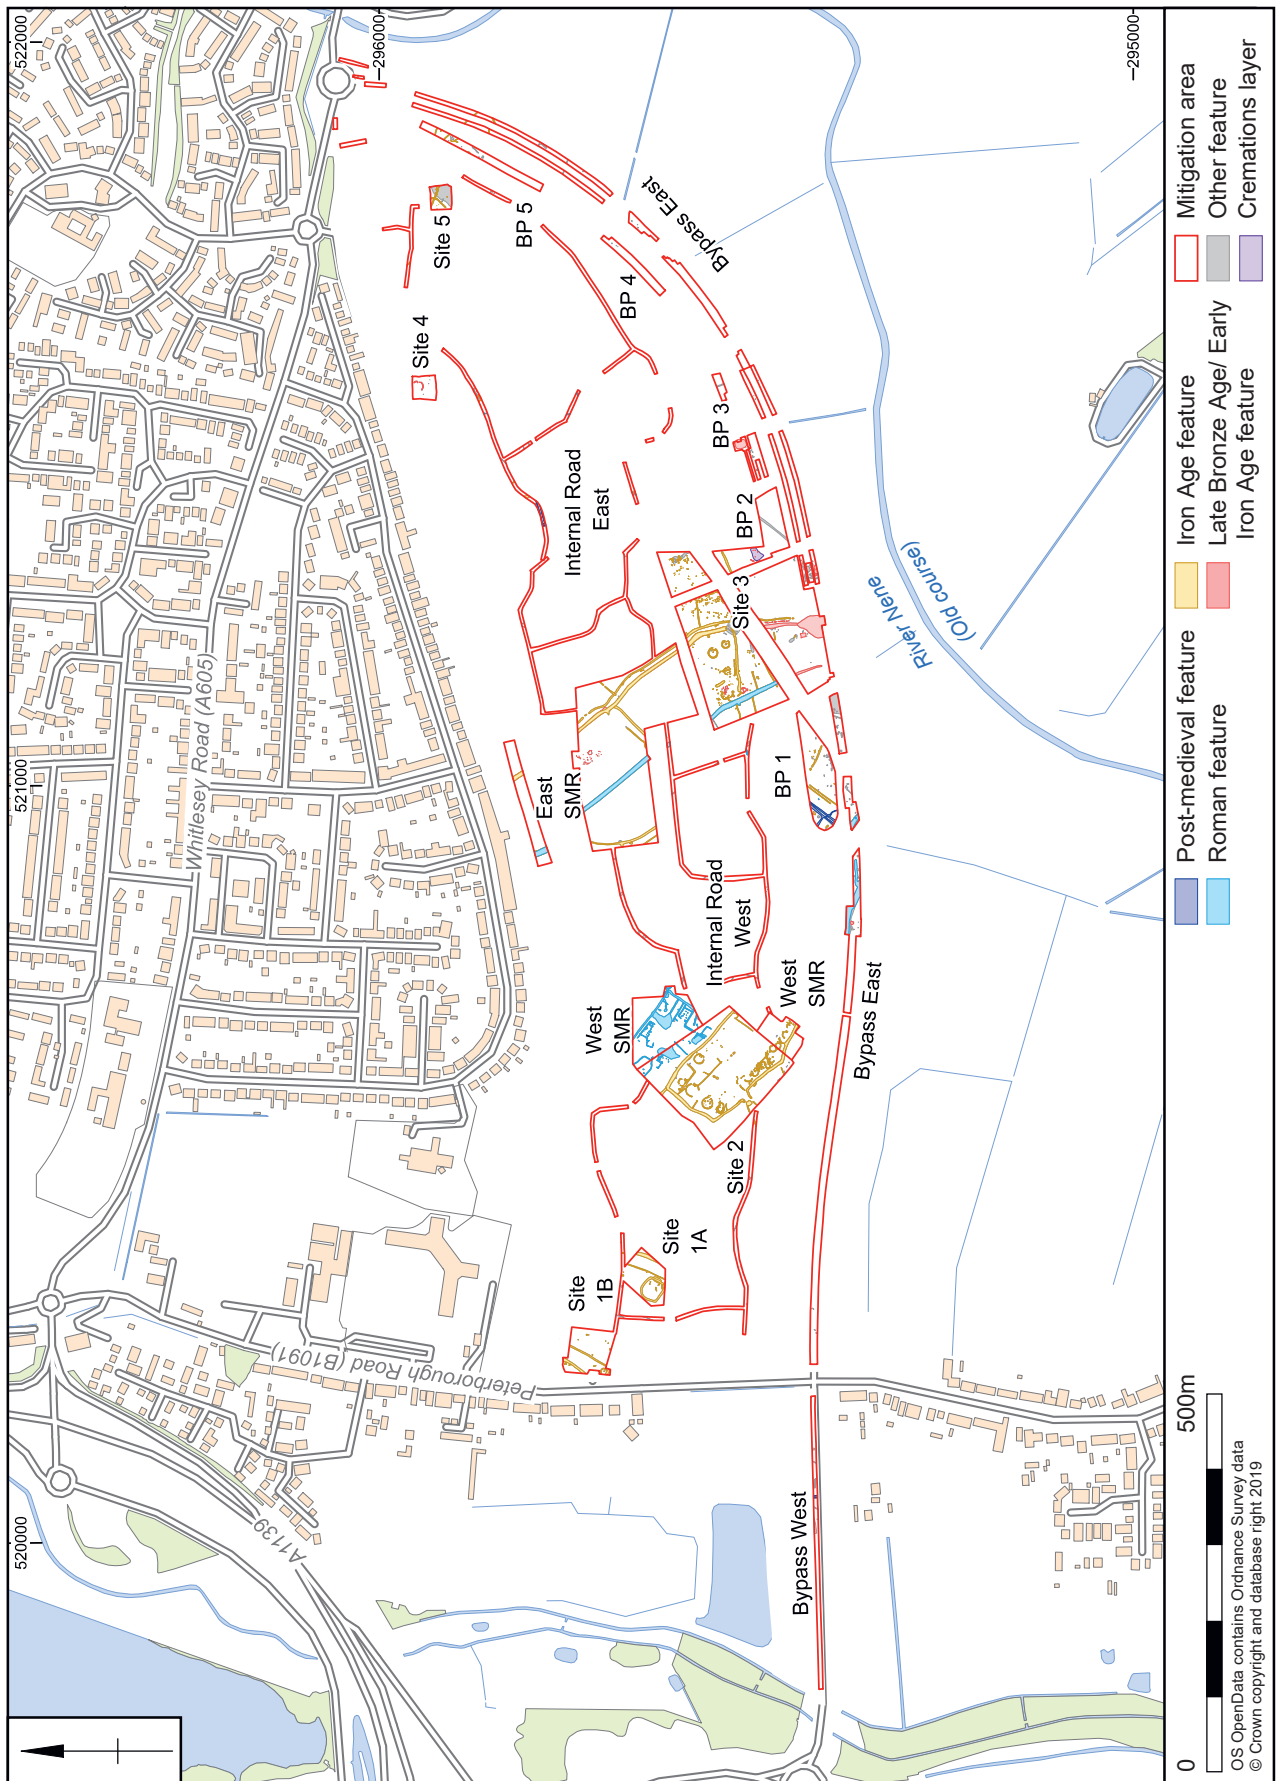 520000
521000
522000
296000
295000
A1139
Peterborough Road (B1091)
Whitlesey Road (A605)
Site
1B
Site
1A
Site 2
West
SMR
West
SMR
Internal Road
West
East
SMR
Internal Road
East
Site 3
Site 4
Site 5
BP 1
BP 2
BP 3
BP 4
BP 5
Bypass West
Bypass East
Bypass East
River Nene
(Old course)
0
500m
OS OpenData contains Ordnance Survey data
© Crown copyright and database right 2019
Post-medieval feature
Roman feature
Iron Age feature
Late Bronze Age/ Early
Iron Age feature
Mitigation area
Other feature
Cremations layer